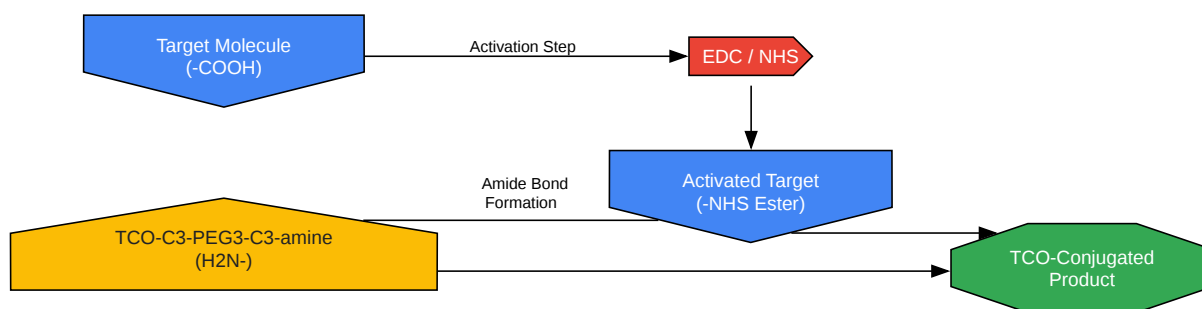 Target Molecule
(-COOH)
Activation Step
EDC / NHS
Activated Target
(-NHS Ester)
Amide Bond
Formation
TCO-C3-PEG3-C3-amine
(H2N-)
TCO-Conjugated
Product